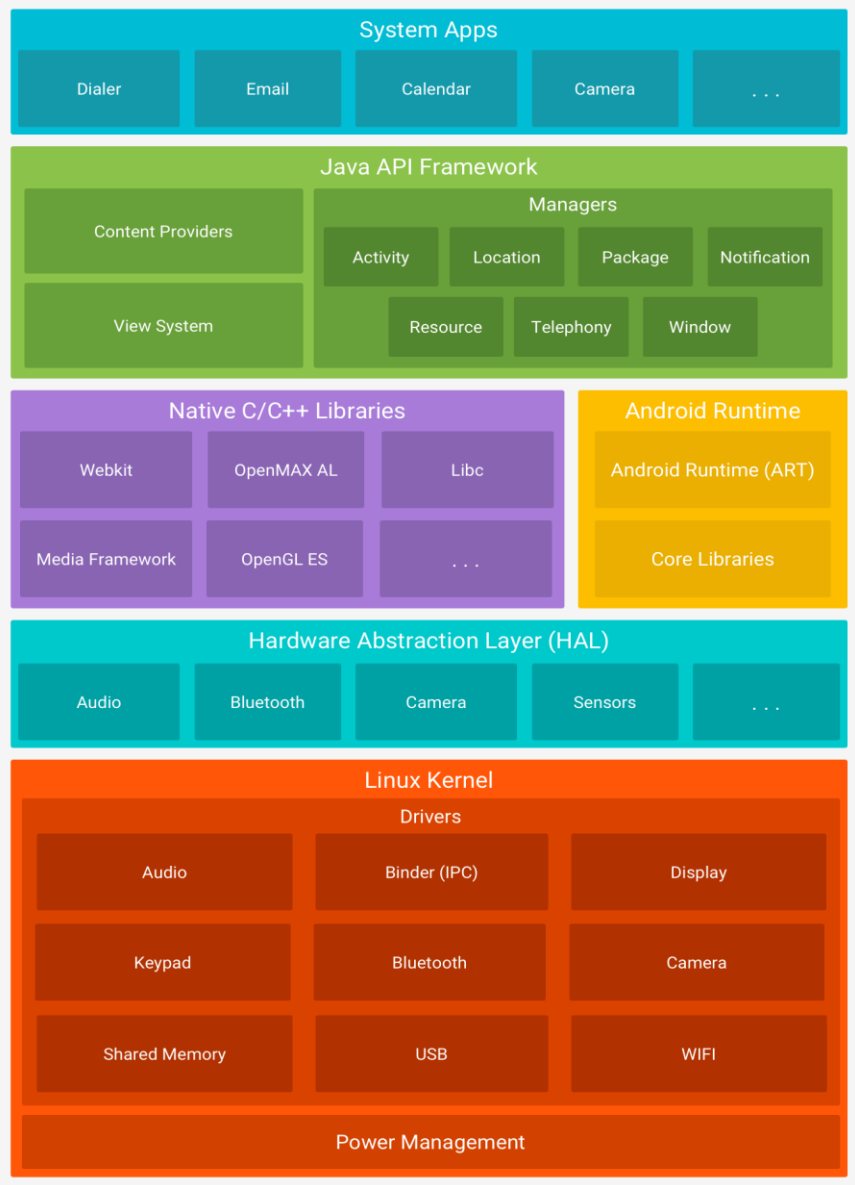 System Apps
Dialer
Email
Calendar
Camera
. . .
Java API Framework
Content Providers
View System
Managers
Activity
Location
Package
Notification
Resource
Telephony
Window
Native C/C++ Libraries
Webkit
OpenMAX AL
Libc
Media Framework
OpenGL ES
. . .
Android Runtime
Android Runtime (ART)
Core Libraries
Hardware Abstraction Layer (HAL)
Audio
Bluetooth
Camera
Sensors
. . .
Linux Kernel
Drivers
Audio
Binder (IPC)
Display
Keypad
Bluetooth
Camera
Shared Memory
USB
WIFI
Power Management